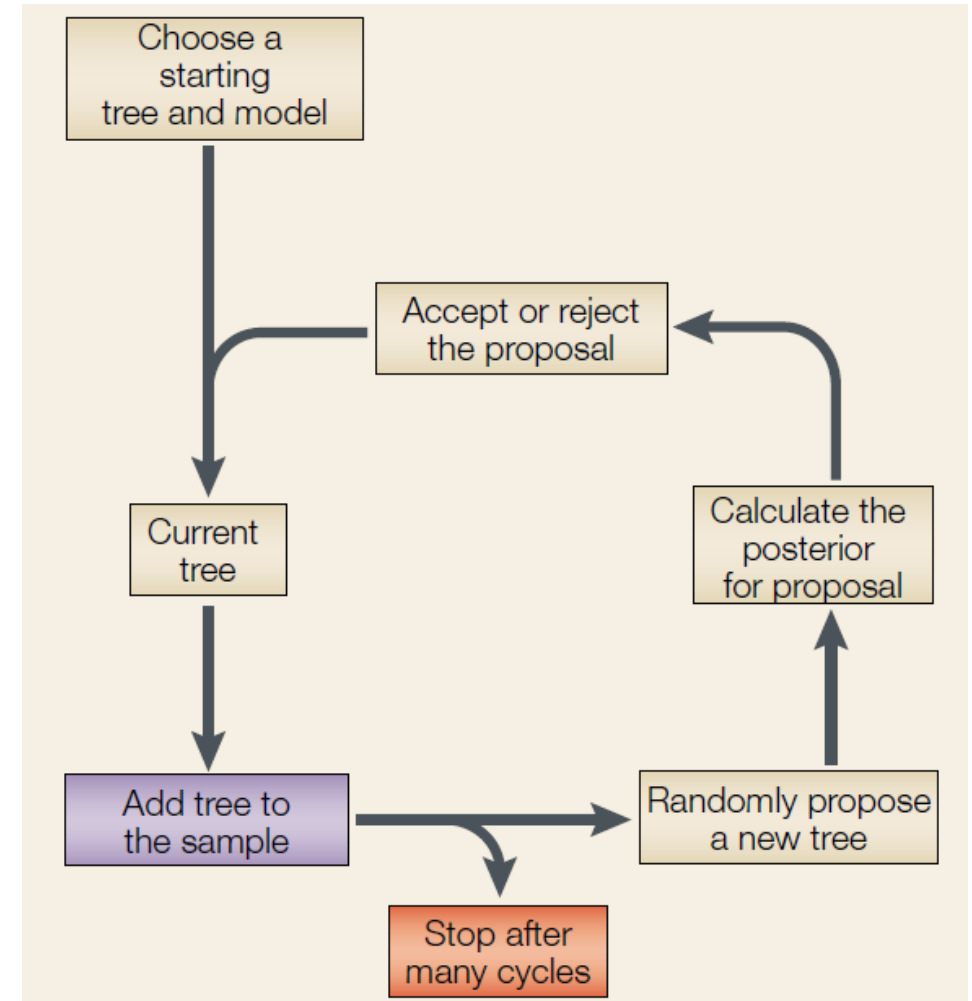 Choose a
starting
tree and model
Accept or reject
the proposal
Current
tree
Calculate the
posterior
for proposal
Add tree to
the sample
Randomly propose
a new tree
Stop after
many cycles